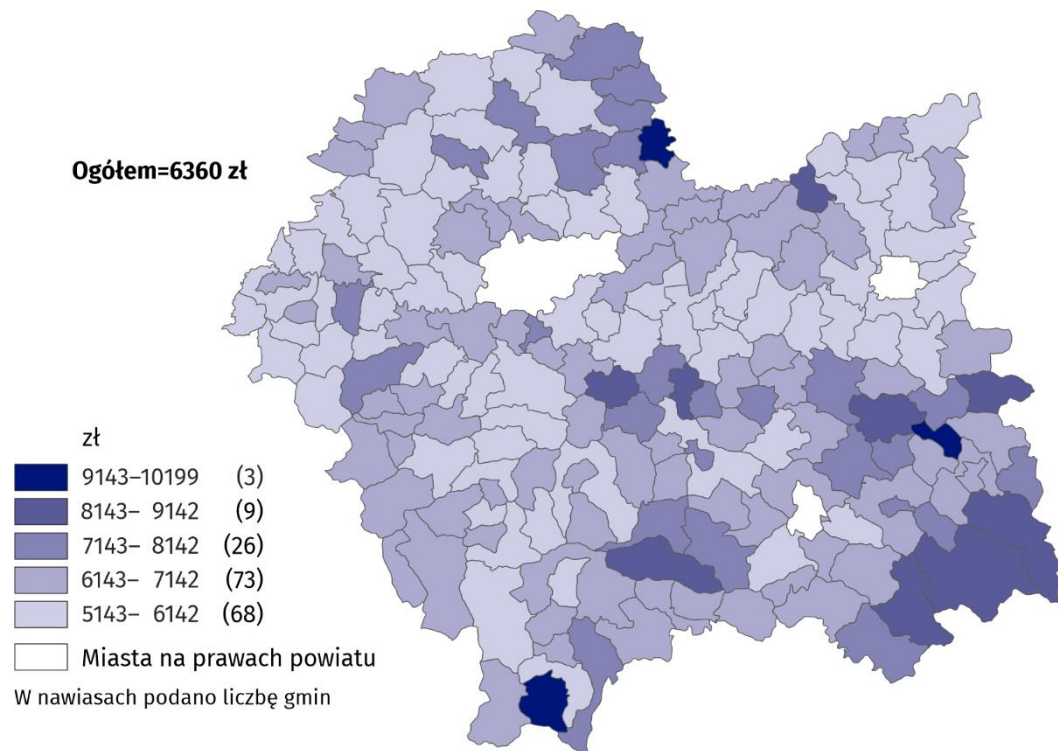 Ogółem=6360 zł
zł
9143–10199 (3)
8143– 9142 (9)
7143– 8142 (26)
6143– 7142 (73)
5143– 6142 (68)
Miasta na prawach powiatu
W nawiasach podano liczbę gmin